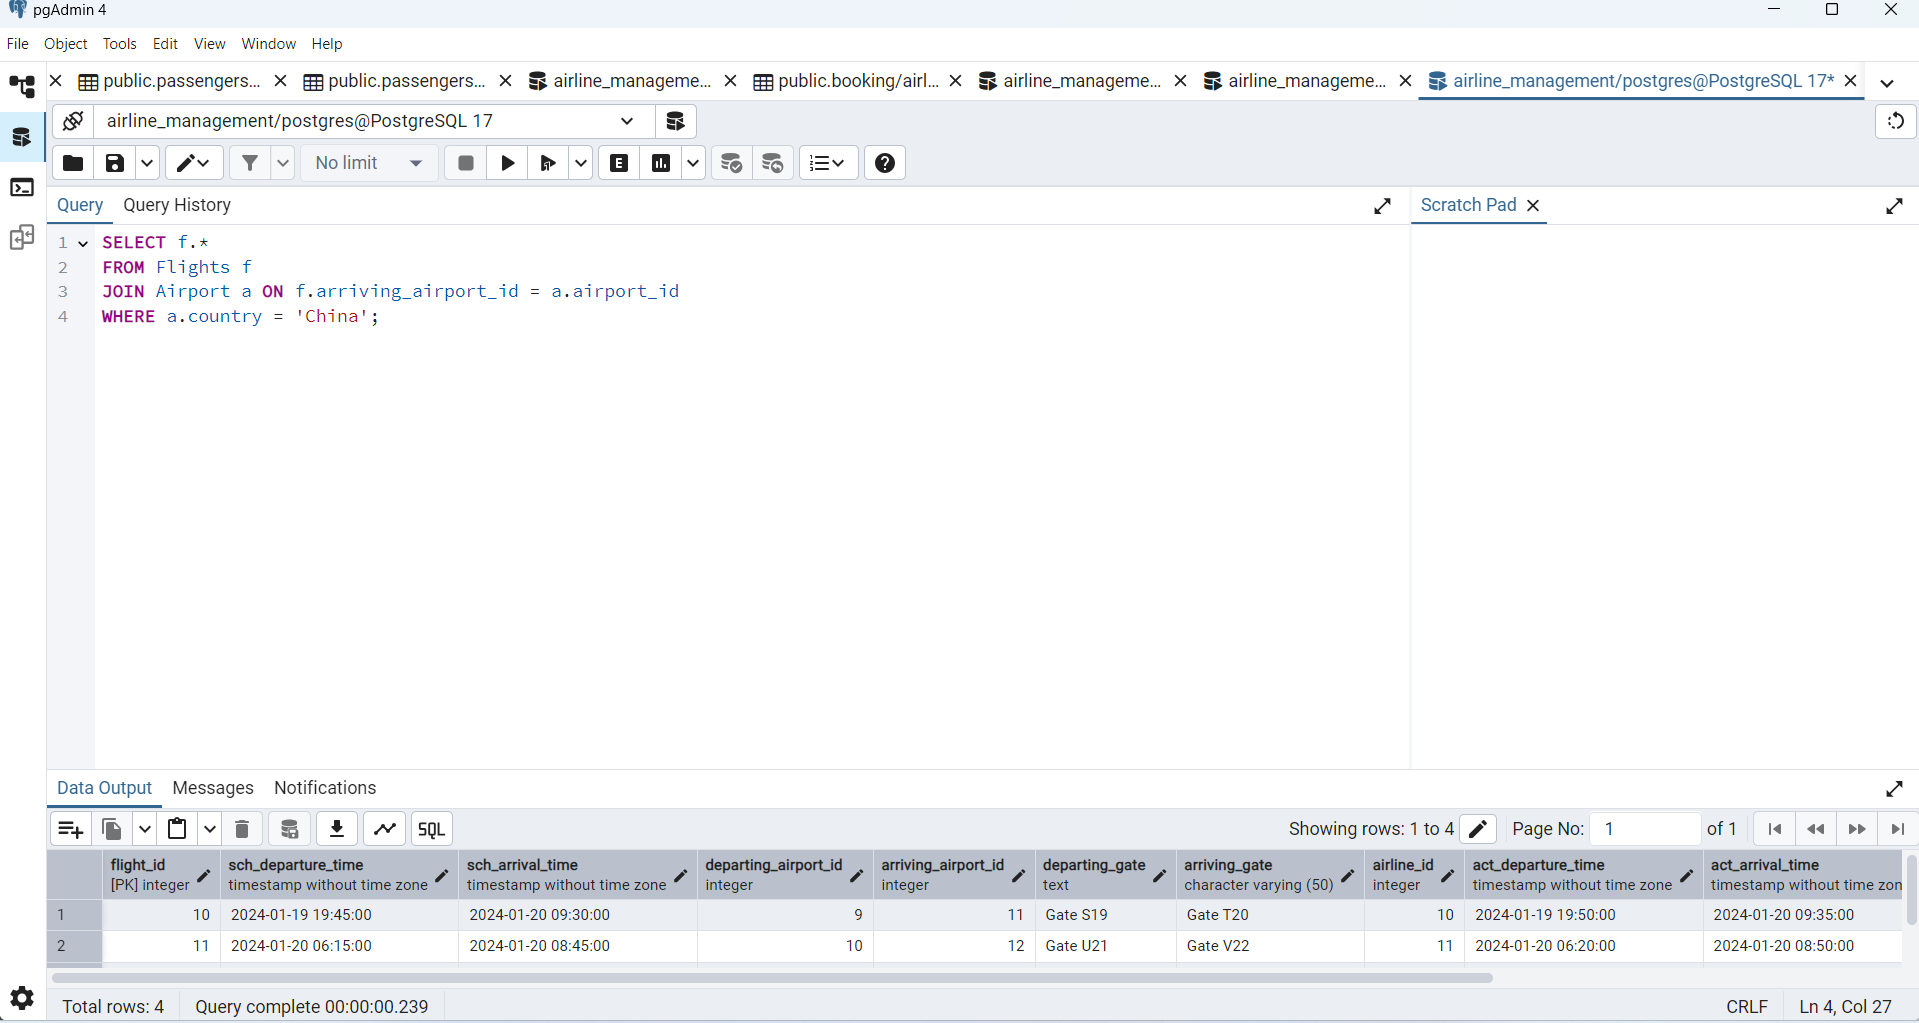 pgAdmin 4
File Object Tools Edit View Window Help
public.passengers... public.passengers... airline_manageme... public.booking/airl... airline_manageme... airline_manageme... airline_management/postgres@PostgreSQL 17*
airline_management/postgres@PostgreSQL 17
No limit E
Query Query History Scratch Pad
1 SELECT f.*
2 FROM Flights f
3 JOIN Airport a ON f.arriving_airport_id = a.airport_id
4 WHERE a.country = 'China';
Data Output Messages Notifications
SQL Showing rows: 1 to 4 Page No: 1 of 1
flight_id sch_departure_time sch_arrival_time departing_airport_id arriving_airport_id departing_gate arriving_gate airline_id act_departure_time act_arrival_time
[PK] integer timestamp without time zone timestamp without time zone integer integer text character varying (50) integer timestamp without time zone timestamp without time zon
1 10 2024-01-19 19:45:00 2024-01-20 09:30:00 9 11 Gate S19 Gate T20 10 2024-01-19 19:50:00 2024-01-20 09:35:00
2 11 2024-01-20 06:15:00 2024-01-20 08:45:00 10 12 Gate U21 Gate V22 11 2024-01-20 06:20:00 2024-01-20 08:50:00
Total rows: 4 Query complete 00:00:00.239 CRLF Ln 4, Col 27